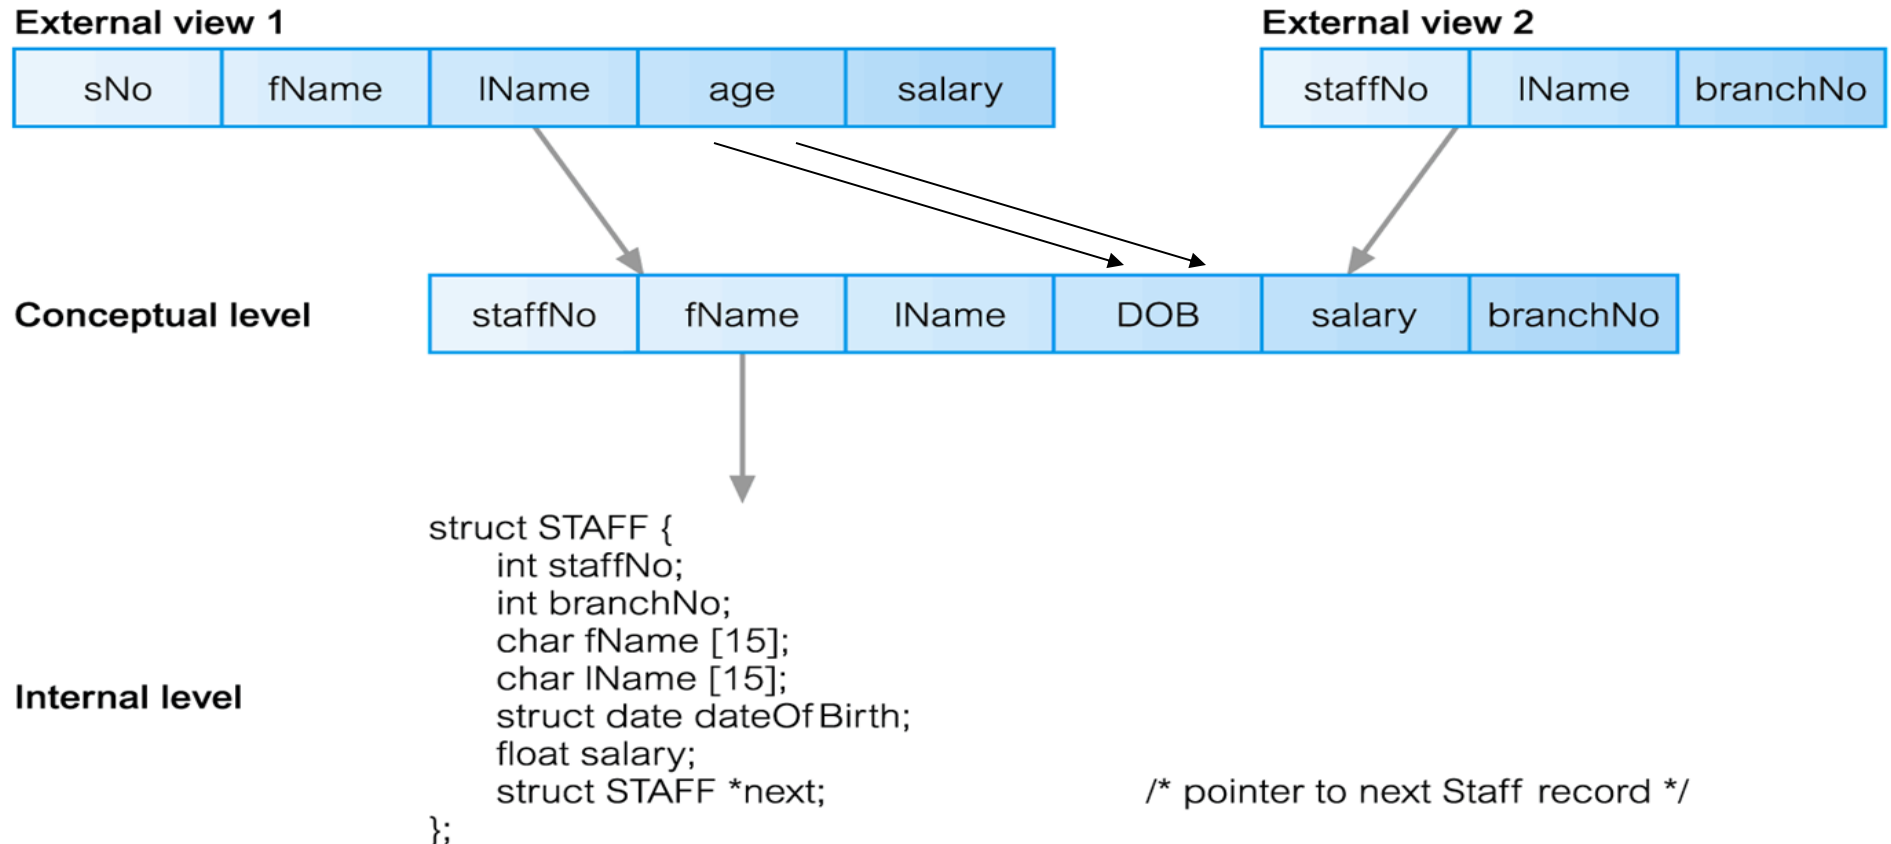 External view 1
External view 2
sNo fName lName age salary
staffNo lName branchNo
Conceptual level
staffNo fName lName DOB salary branchNo
struct STAFF {
int staffNo;
int branchNo;
char fName [15];
char lName [15];
Internal level
struct date dateOfBirth;
float salary;
struct STAFF *next; /* pointer to next Staff record */
};